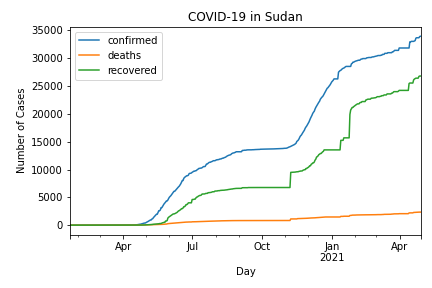 COVID-19 in Sudan
confirmed
deaths
recovered
Number of Cases
35000
30000
25000
20000
15000
10000
5000
0
Apr
Jul
Oct
Jan
2021
Apr
Day